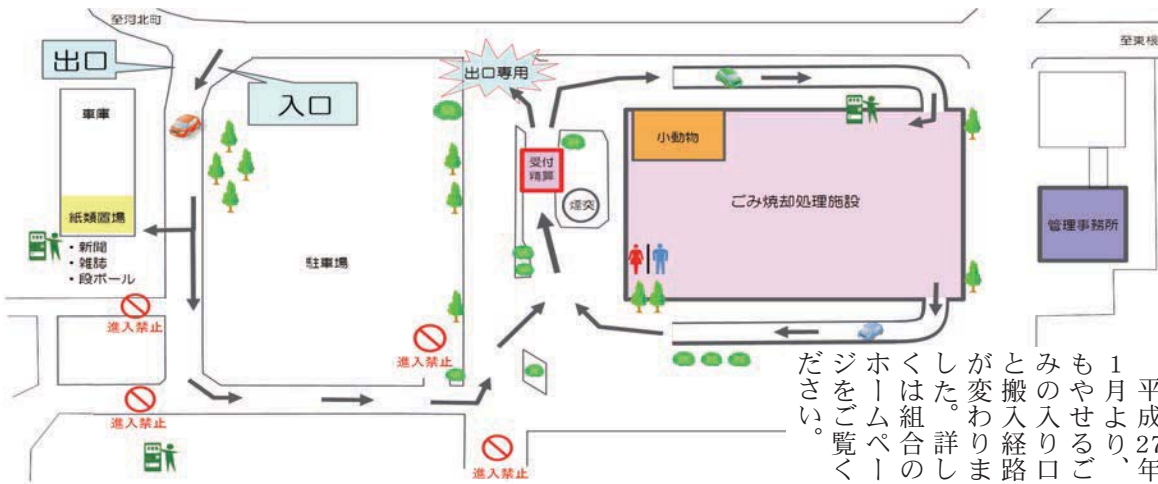 至河北町
至東根
出口
入口
出口専用
車庫
紙類置場
・新聞
・雑誌
・段ボール
駐車場
受付
精算
煙突
小動物
ごみ焼却処理施設
管理事務所
進入禁止
進入禁止
進入禁止
進入禁止
平成27年
1月より、
もやせるご
みの入り口
と搬入経路
が変わりま
した。詳し
くは組合の
ホームペー
ジをご覧く
ださい。